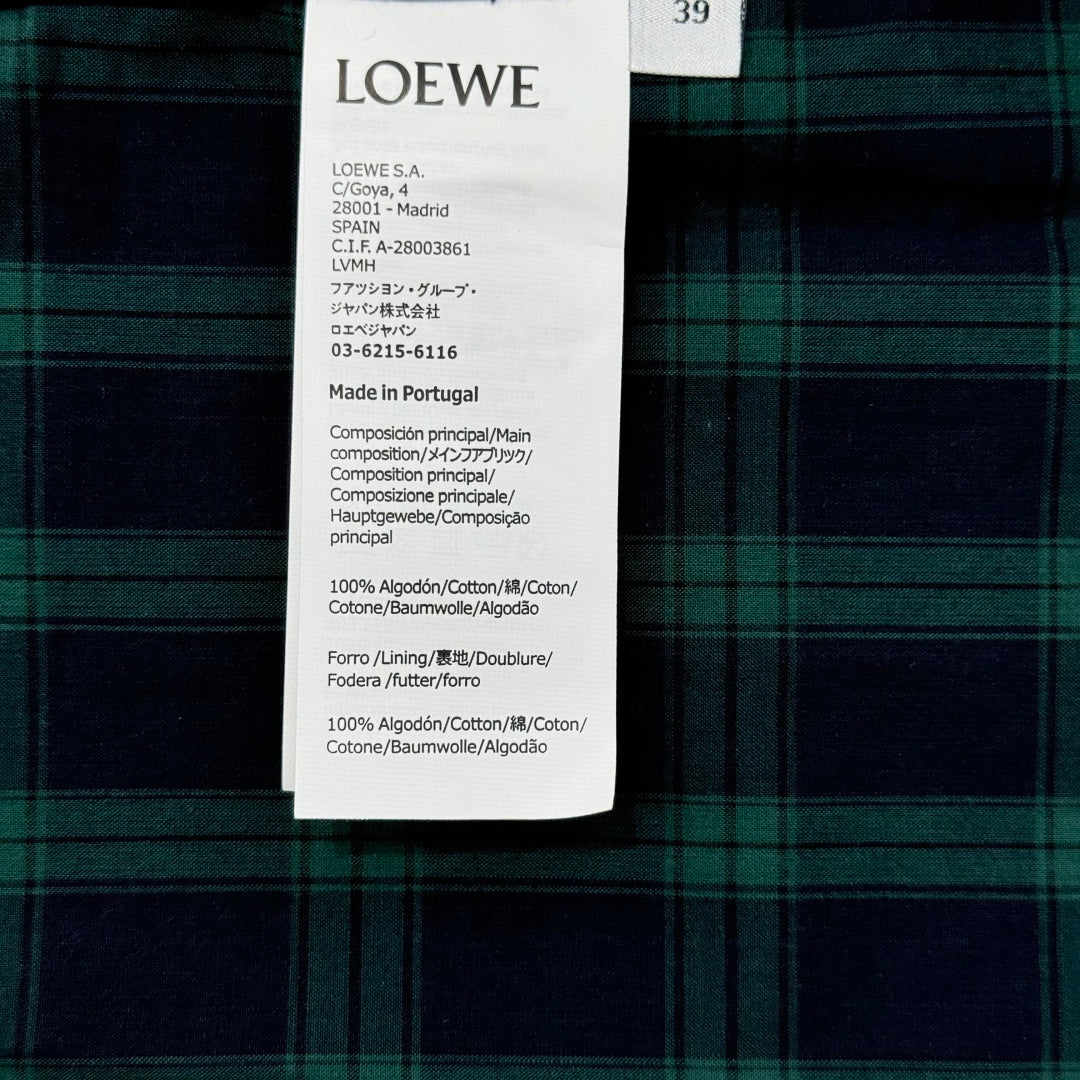 39
LOEWE
LOEWE S.A.
C/Goya, 4
28001 - Madrid
SPAIN
C.I.F. A-28003861
LVMH
フアツシヨン・グループ・
ジヤパン株式会社
ロエベジャパン
03-6215-6116
Made in Portugal
Composición principal/Main
composition/メインファブリック/
Composition principal/
Composizione principale/
Hauptgewebe/Composição
principal
100% Algodón/Cotton/綿/Coton/
Cotone/Baumwolle/Algodão
Forro /Lining/裏地/Doublure/
Fodera /futter/forro
100% Algodón/Cotton/綿/Coton/
Cotone/Baumwolle/Algodão